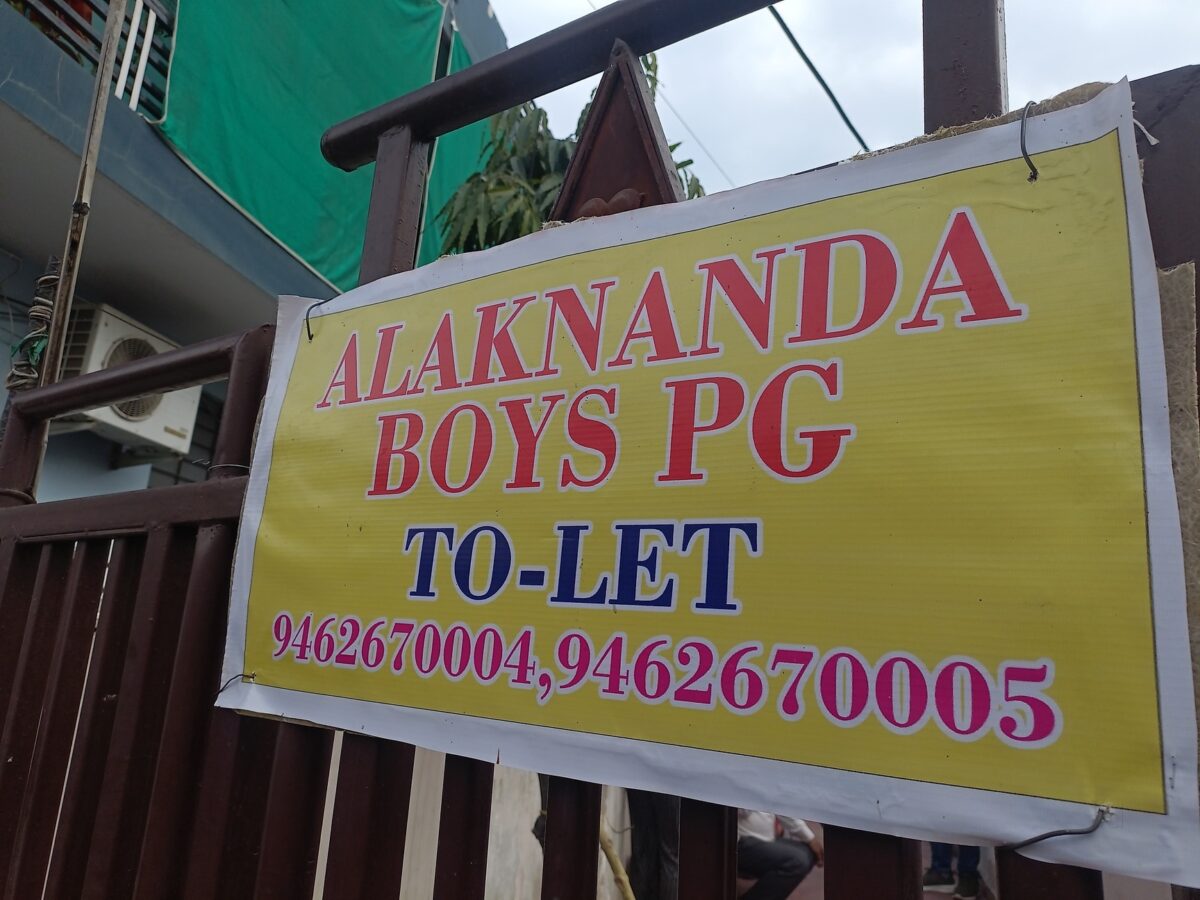 ALAKNANDA
BOYS PG
TO-LET
9462670004,9462670005